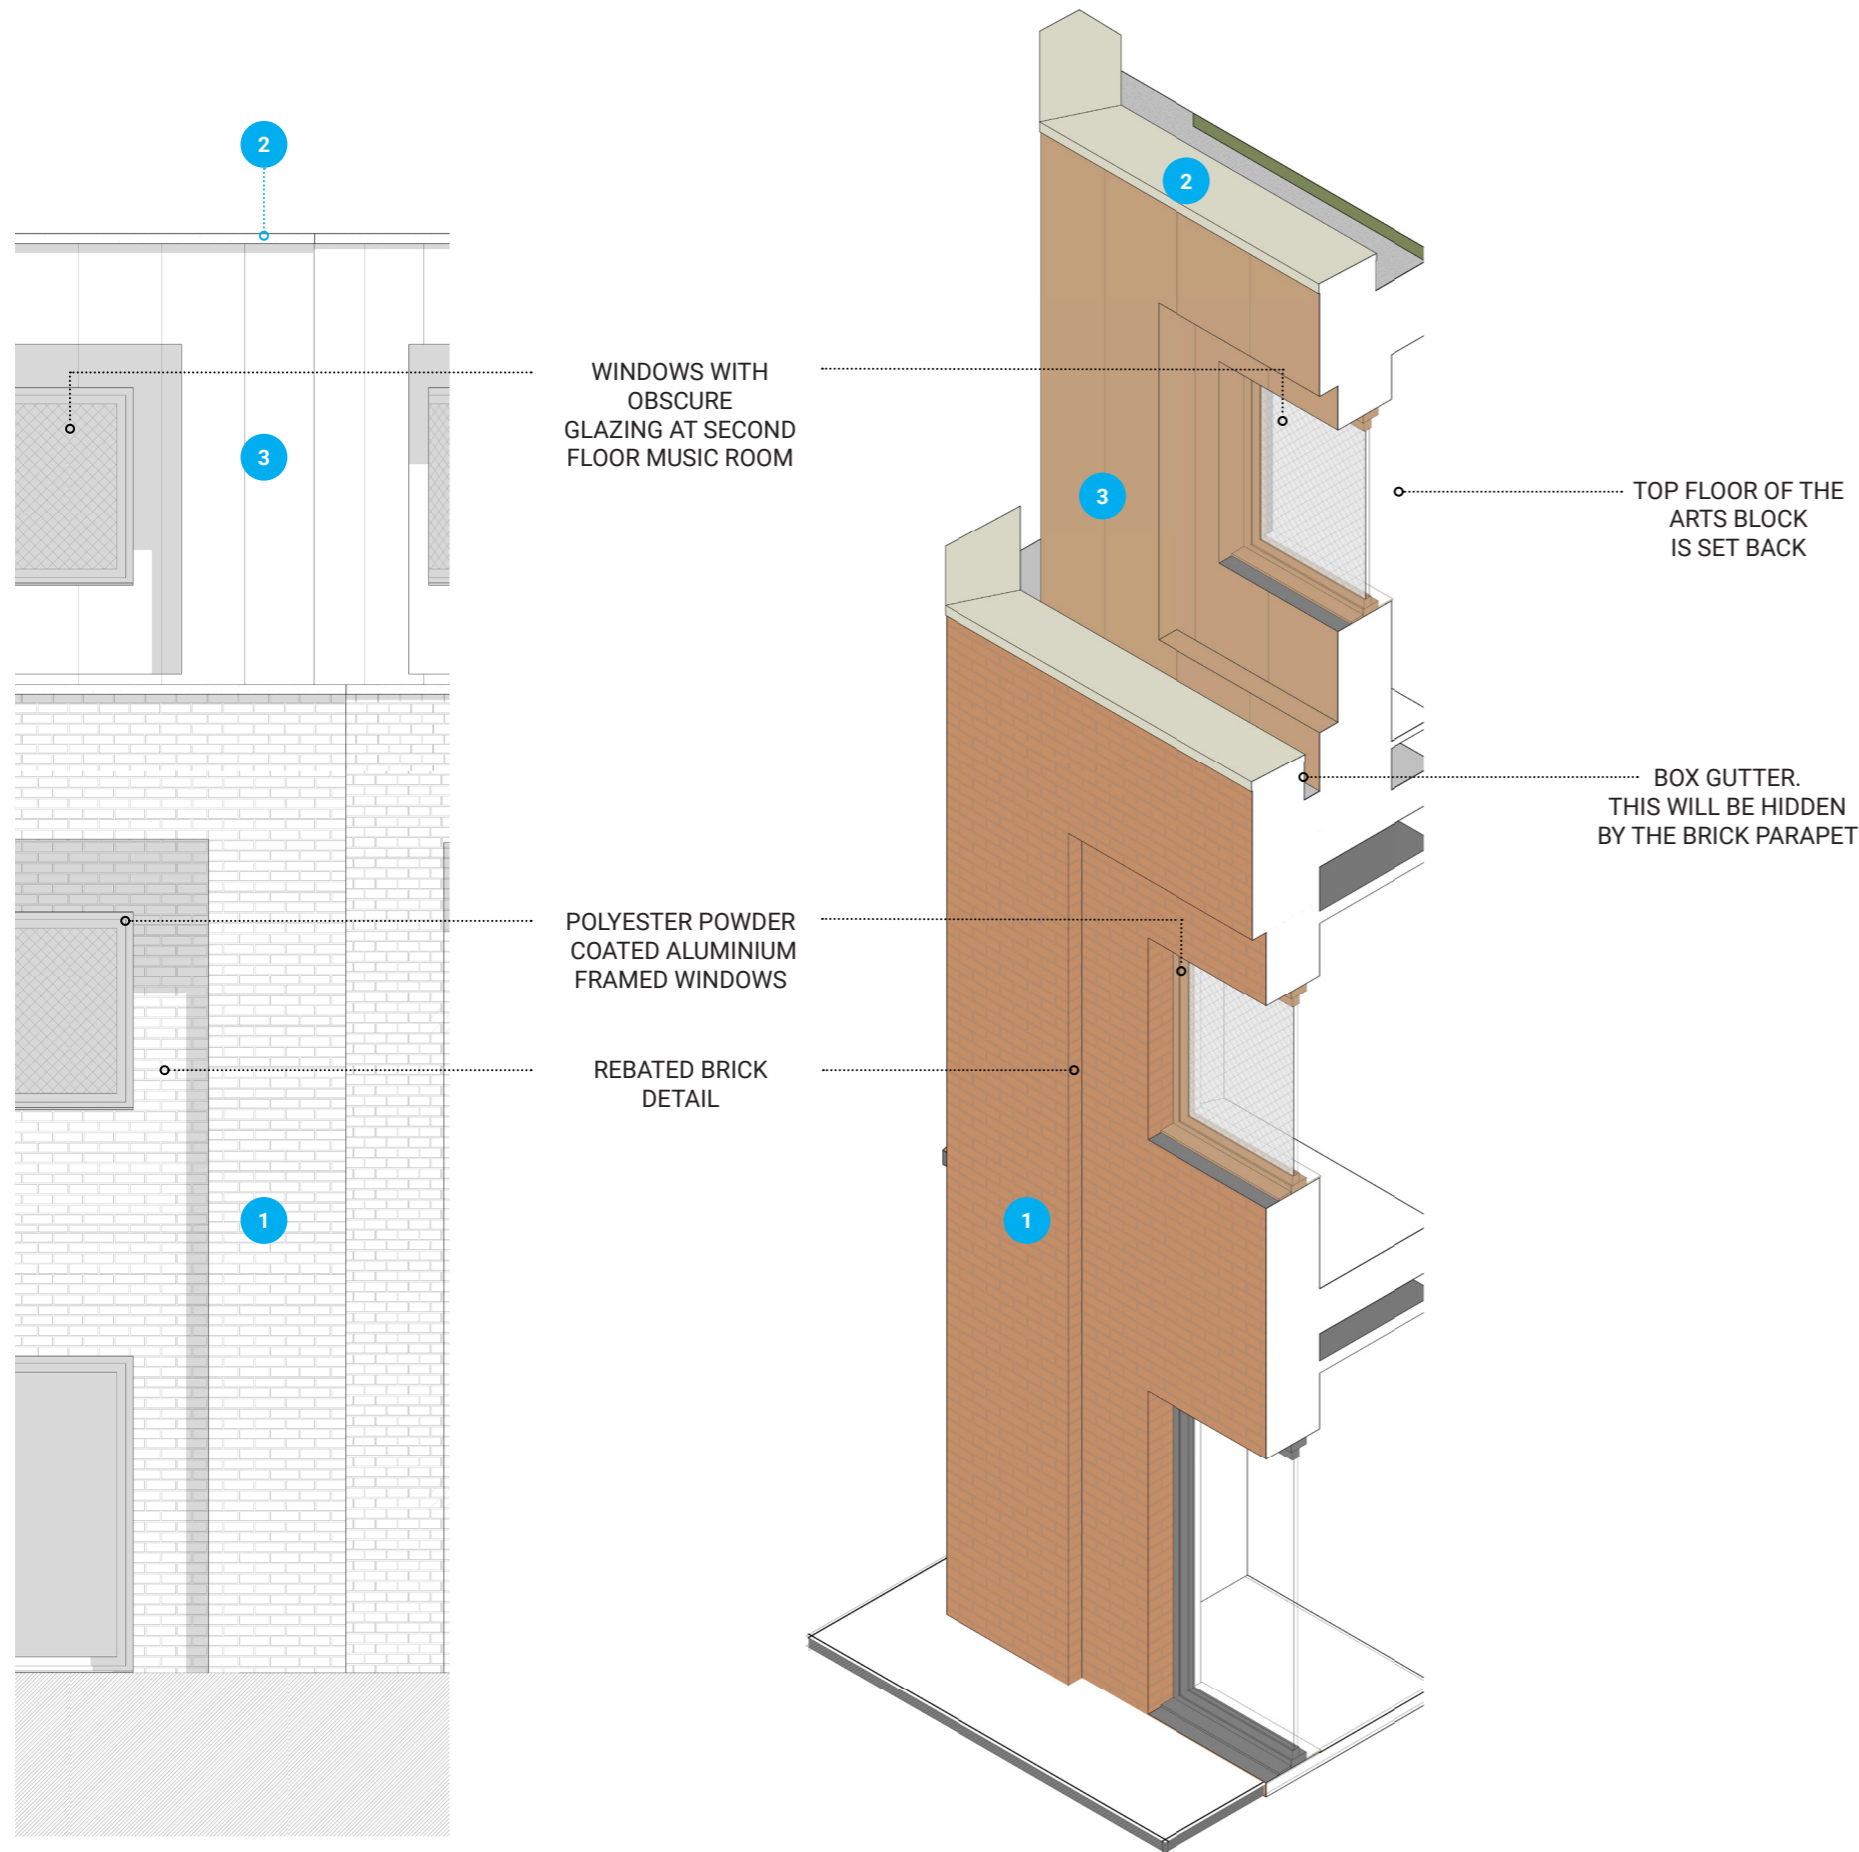 2
2
WINDOWS WITH
OBSCURE
GLAZING AT SECOND
FLOOR MUSIC ROOM
3
3
TOP FLOOR OF THE
ARTS BLOCK
IS SET BACK
BOX GUTTER.
THIS WILL BE HIDDEN
BY THE BRICK PARAPET
POLYESTER POWDER
COATED ALUMINIUM
FRAMED WINDOWS
REBATED BRICK
DETAIL
1
1